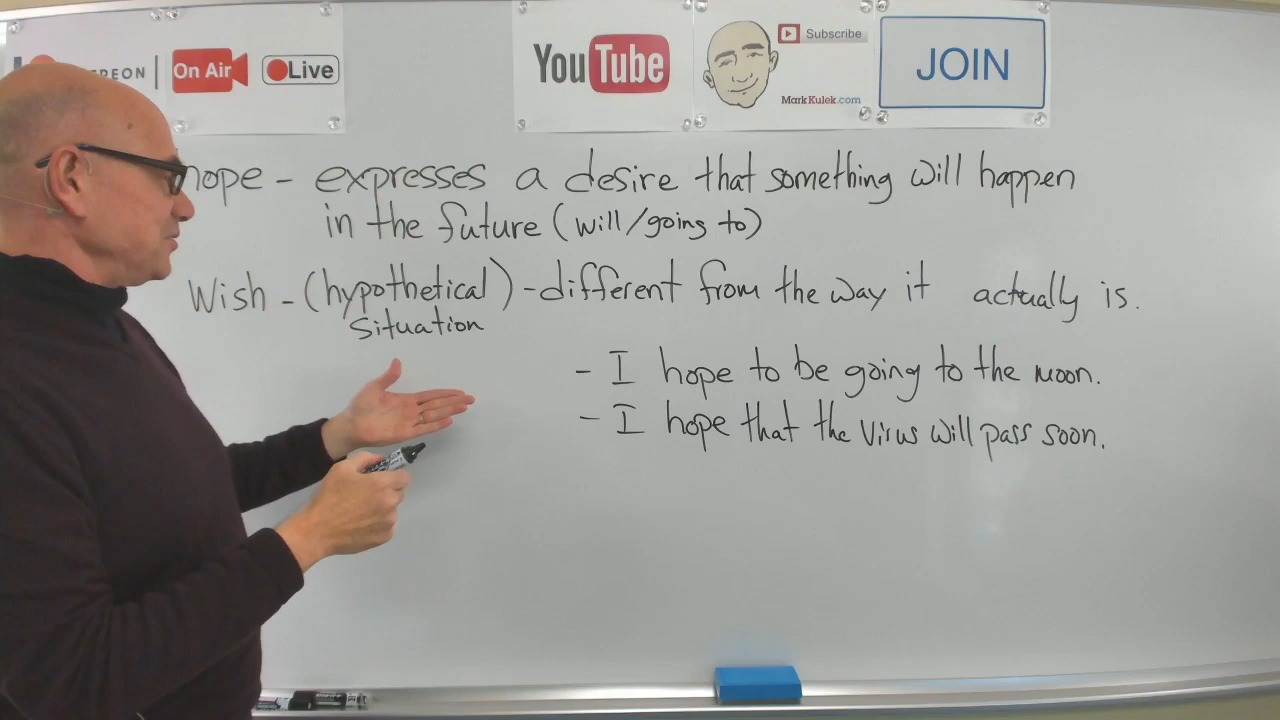 REON | On Air Live
YouTube
Subscribe
MarkKulek.com
JOIN
hope - expresses a desire that something will happen
in the future (will/going to)
Wish - (hypothetical) - different from the way it actually is.
situation
- I hope to be going to the moon.
- I hope that the virus will pass soon.